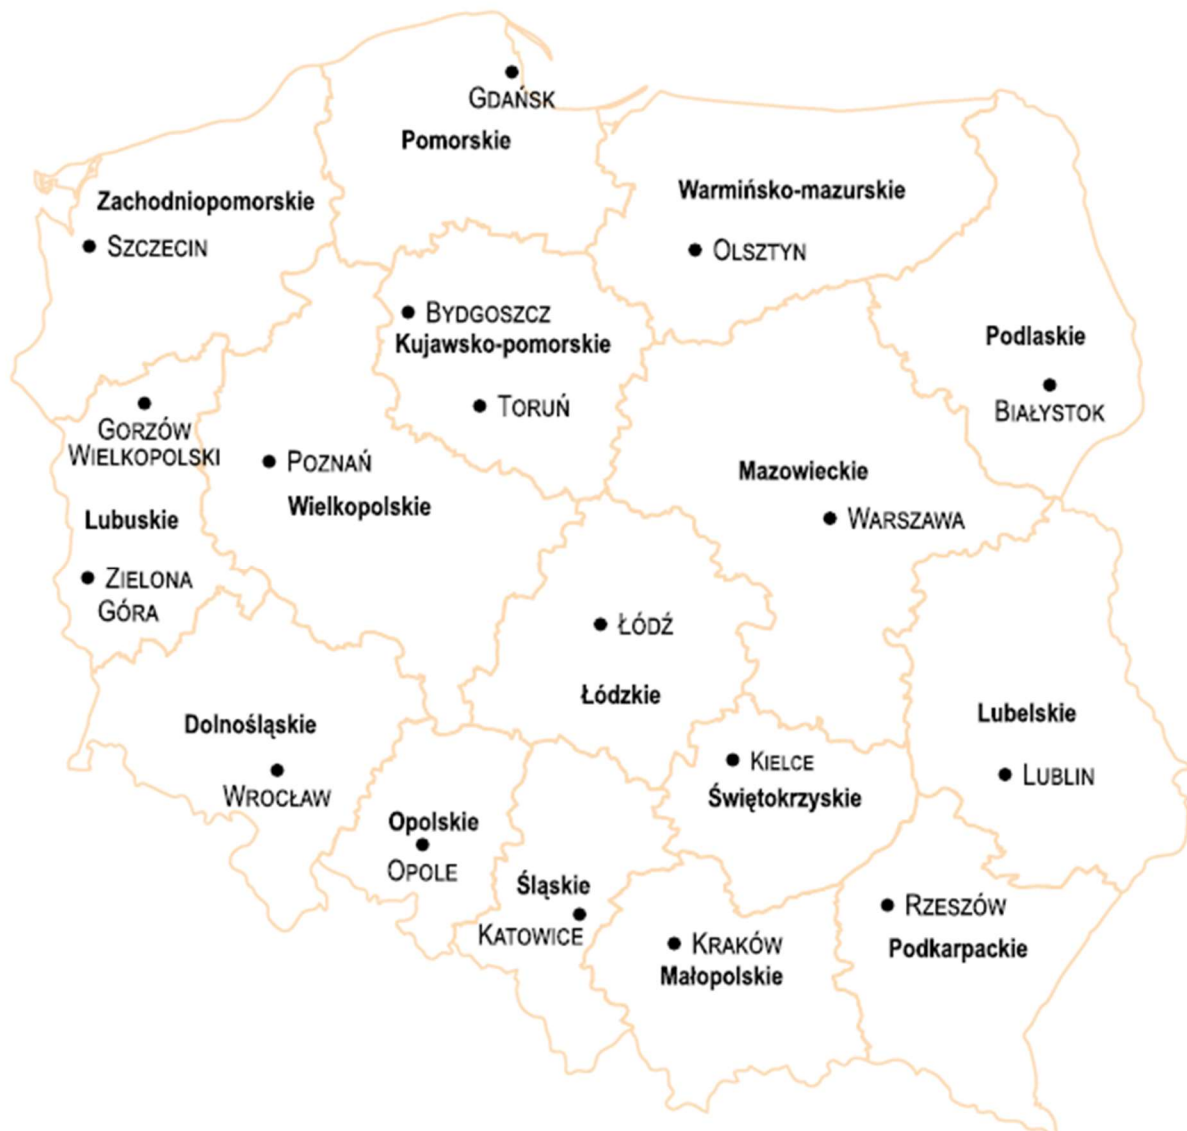 GDAŃSK
Pomorskie
Warmińsko-mazurskie
Zachodniopomorskie
SZCZECIN
OLSZTYN
BYDGOSZCZ
Kujawsko-pomorskie
Podlaskie
BIAŁYSTOK
TORUŃ
GORZÓW
WIELKOPOLSKI
POZNAŃ
Wielkopolskie
Mazowieckie
WARSZAWA
Lubuskie
ZIELONA
GÓRA
ŁÓDŹ
Łódzkie
Dolnośląskie
WROCŁAW
Lubelskie
LUBLIN
KIELCE
Świętokrzyskie
Opolskie
OPOLE
Śląskie
KATOWICE
KRAKÓW
Małopolskie
RZESZÓW
Podkarpackie